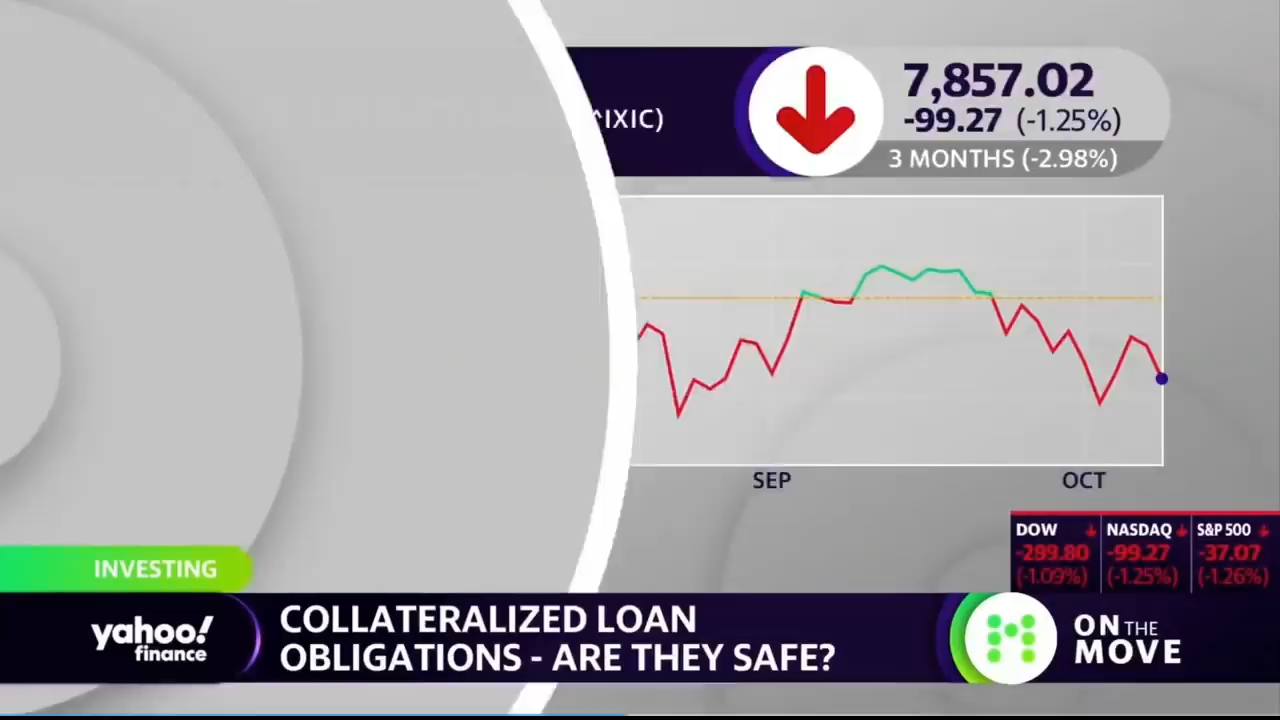 ^IXIC)
7,857.02
-99.27 (-1.25%)
3 MONTHS (-2.98%)
SEP OCT
DOW NASDAQ S&P 500
-299.80 -99.27 -37.07
(-1.09%) (-1.25%) (-1.26%)
INVESTING
yahoo!
finance
COLLATERALIZED LOAN
OBLIGATIONS - ARE THEY SAFE?
ON THE
MOVE